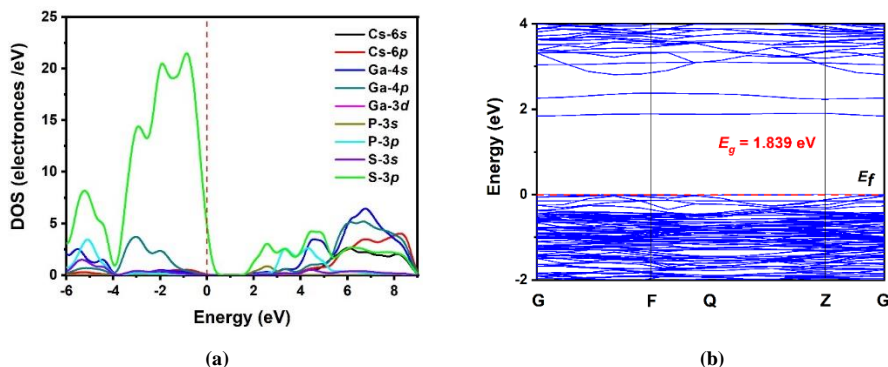 25
20
15
10
5
0
-6 -4 -2 0 2 4 6 8
DOS (electronces /eV)
Energy (eV)
Cs-6s
Cs-6p
Ga-4s
Ga-4p
Ga-3d
P-3s
P-3p
S-3s
S-3p
(a)
4
2
0
-2
Energy (eV)
Eg = 1.839 eV
Ef
G F Q Z G
(b)